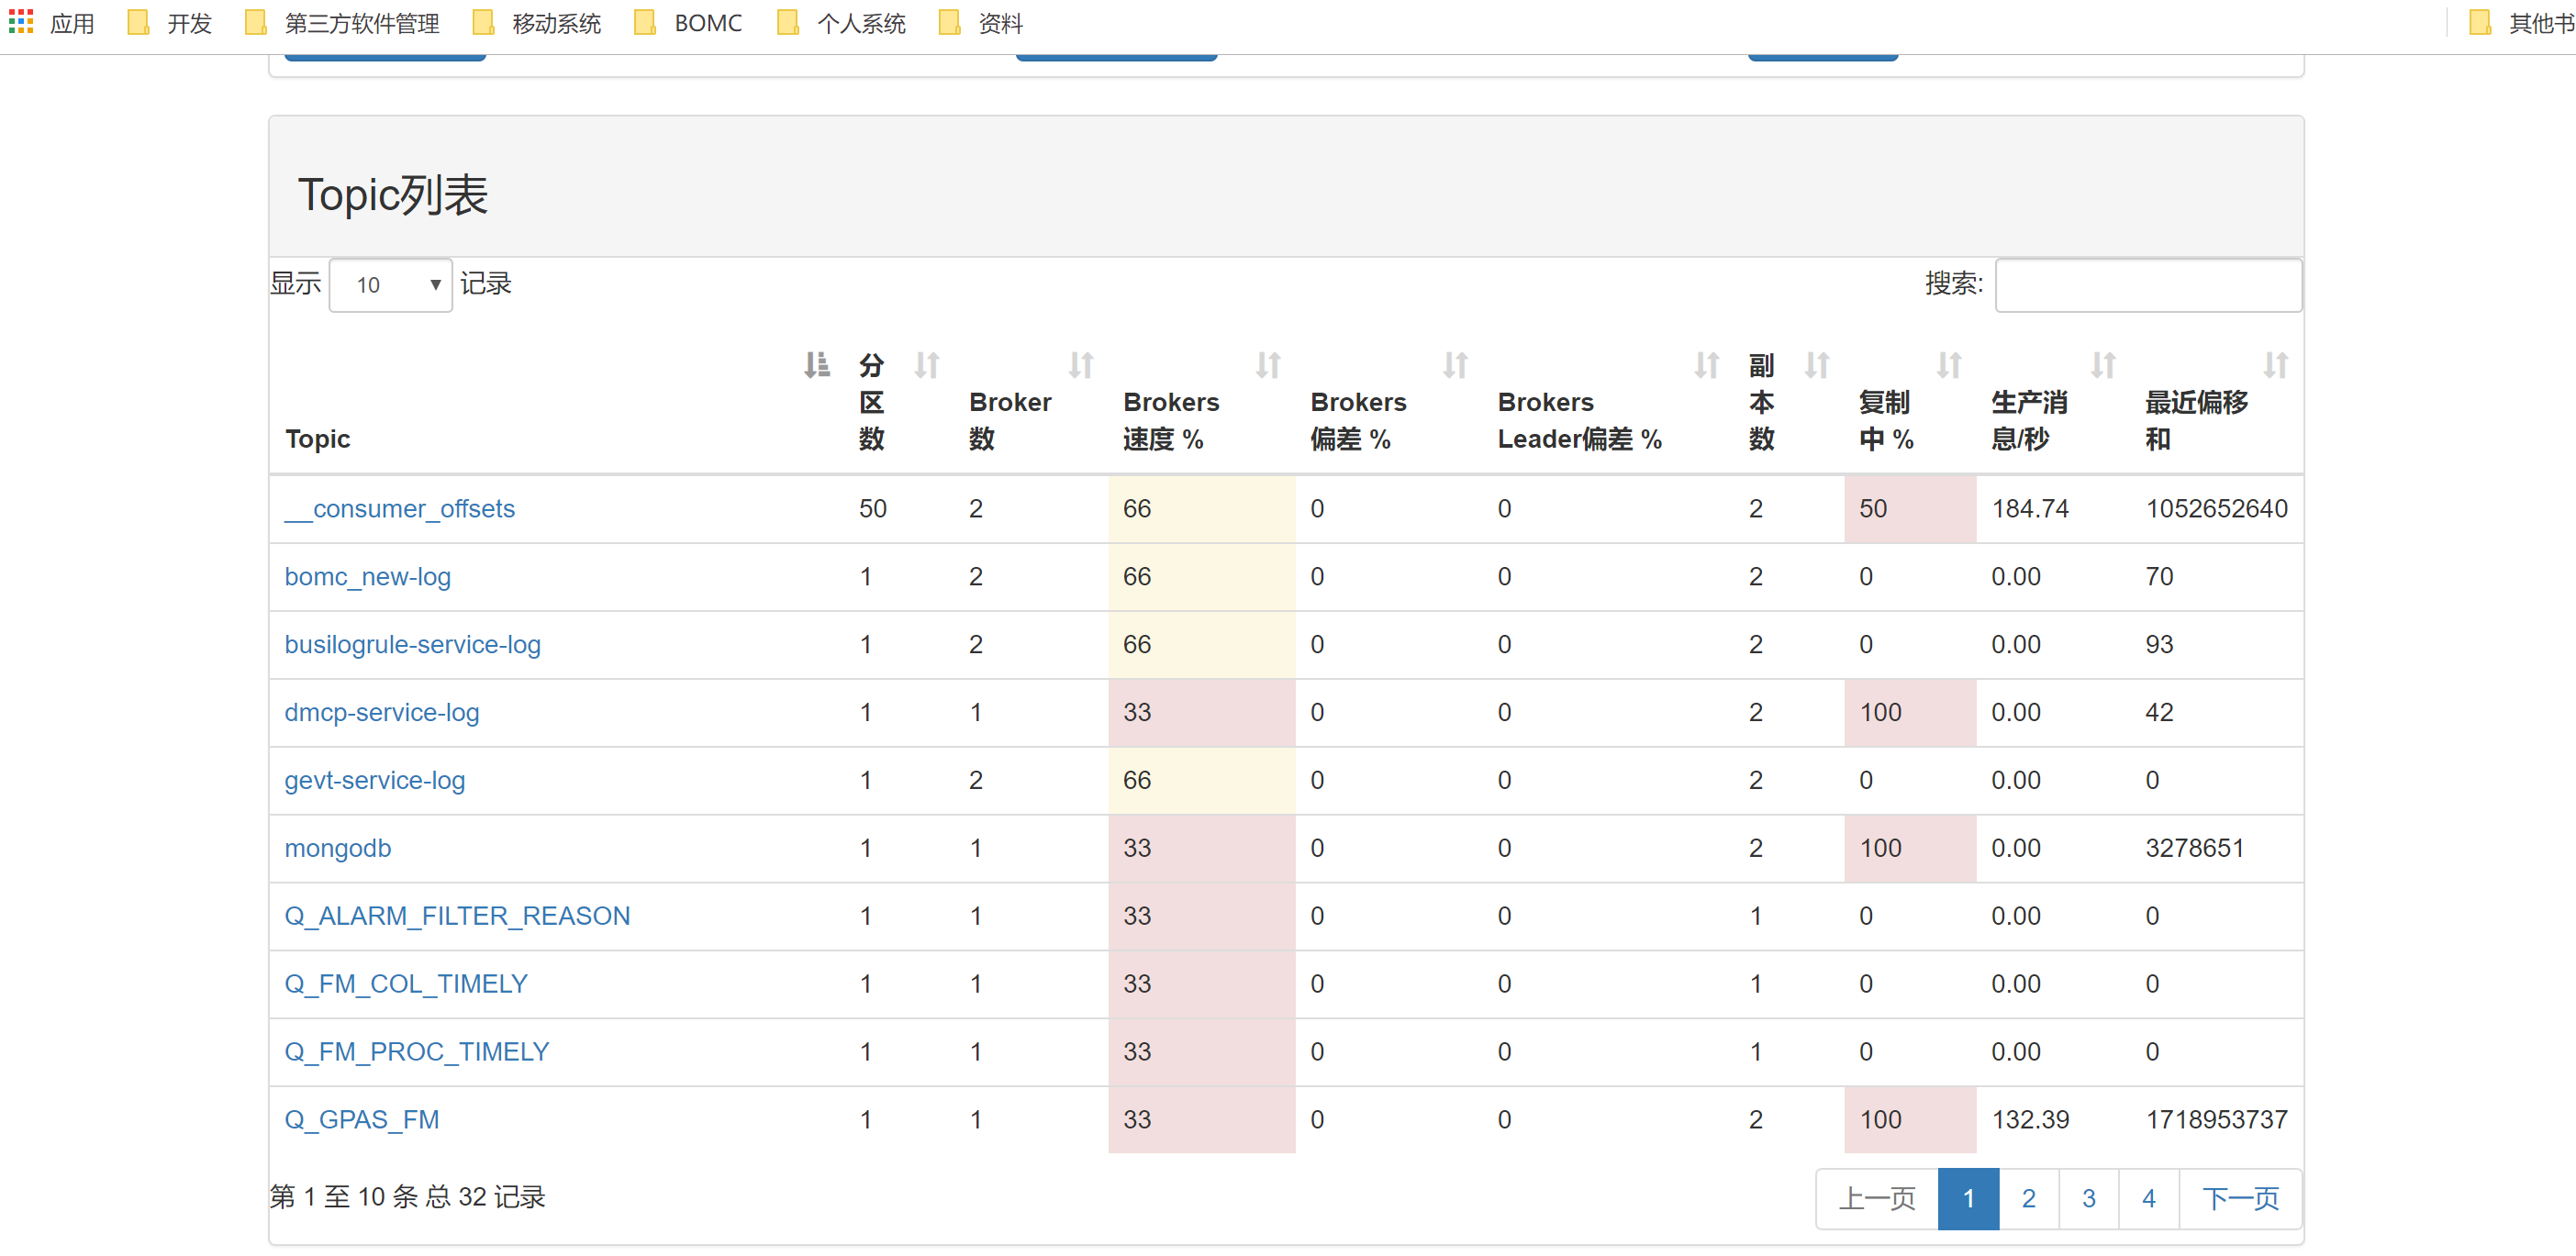 应用 开发 第三方软件管理 移动系统 BOMC 个人系统 资料 其他书
Topic列表
显示 10 记录 搜索:
Topic 分区数 Broker数 Brokers速度 % Brokers偏差 % Brokers Leader偏差 % 副本数 复制中 % 生产消息/秒 最近偏移和
__consumer_offsets 50 2 66 0 0 2 50 184.74 1052652640
bomc_new-log 1 2 66 0 0 2 0 0.00 70
busilogrule-service-log 1 2 66 0 0 2 0 0.00 93
dmcp-service-log 1 1 33 0 0 2 100 0.00 42
gevt-service-log 1 2 66 0 0 2 0 0.00 0
mongodb 1 1 33 0 0 2 100 0.00 3278651
Q_ALARM_FILTER_REASON 1 1 33 0 0 1 0 0.00 0
Q_FM_COL_TIMELY 1 1 33 0 0 1 0 0.00 0
Q_FM_PROC_TIMELY 1 1 33 0 0 1 0 0.00 0
Q_GPAS_FM 1 1 33 0 0 2 100 132.39 1718953737
第 1 至 10 条 总 32 记录 上一页 1 2 3 4 下一页